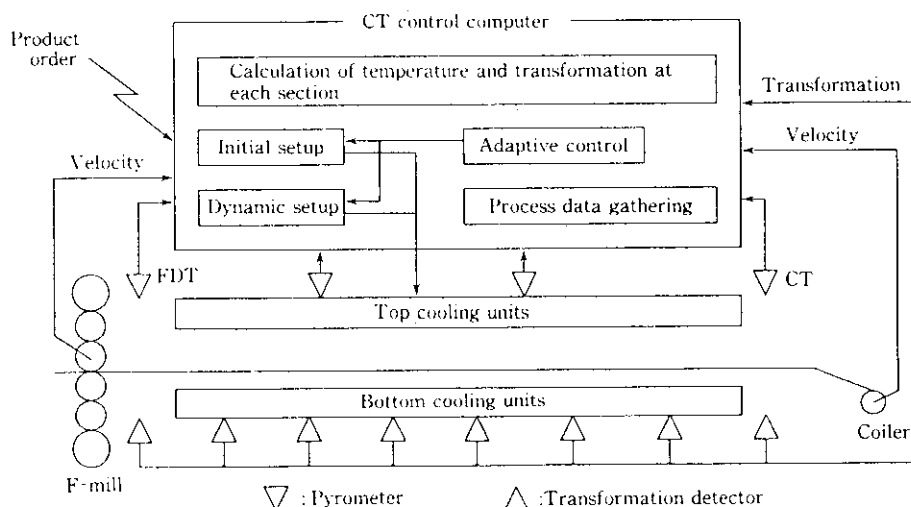 CT control computer
Product
order
Calculation of temperature and transformation at
each section
Transformation
Initial setup
Adaptive control
Velocity
Velocity
Dynamic setup
Process data gathering
FDT
CT
Top cooling units
Bottom cooling units
Coiler
F-mill
:Pyrometer
:Transformation detector